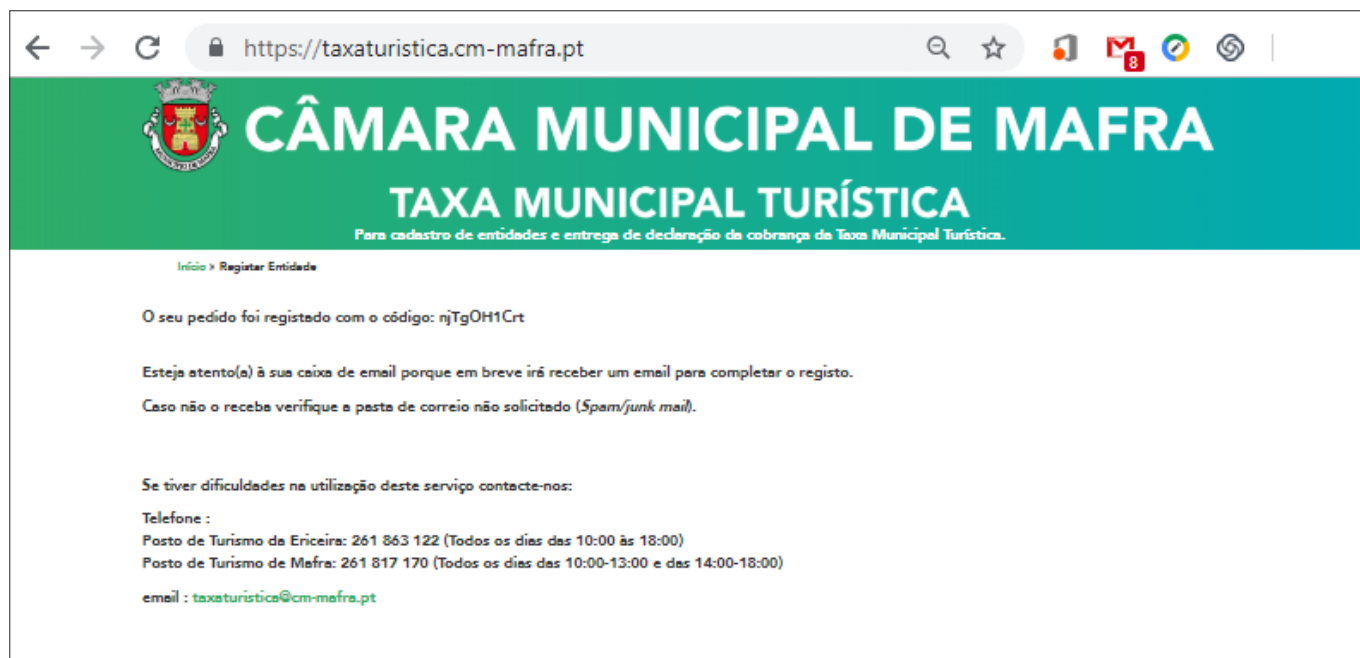 https://taxaturistica.cm-mafra.pt
8
CÂMARA MUNICIPAL DE MAFRA
TAXA MUNICIPAL TURÍSTICA
Para cadastro de entidades e entrega de declaração da cobrança da Taxa Municipal Turística.
Início > Registar Entidade
O seu pedido foi registado com o código: njTgOH1Crt
Esteja atento(a) à sua caixa de email porque em breve irá receber um email para completar o registo.
Caso não o receba verifique a pasta de correio não solicitado (Spam/junk mail).
Se tiver dificuldades na utilização deste serviço contacte-nos:
Telefone :
Posto de Turismo da Ericeira: 261 863 122 (Todos os dias das 10:00 às 18:00)
Posto de Turismo de Mafra: 261 817 170 (Todos os dias das 10:00-13:00 e das 14:00-18:00)
email : taxaturistica@cm-mafra.pt